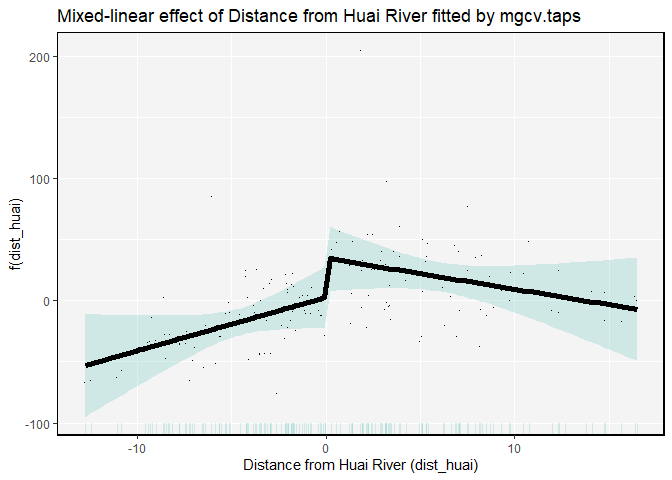 Mixed-linear effect of Distance from Huai River fitted by mgcv.taps
200
100
0
-100
f(dist_huai)
-10 0 10
Distance from Huai River (dist_huai)